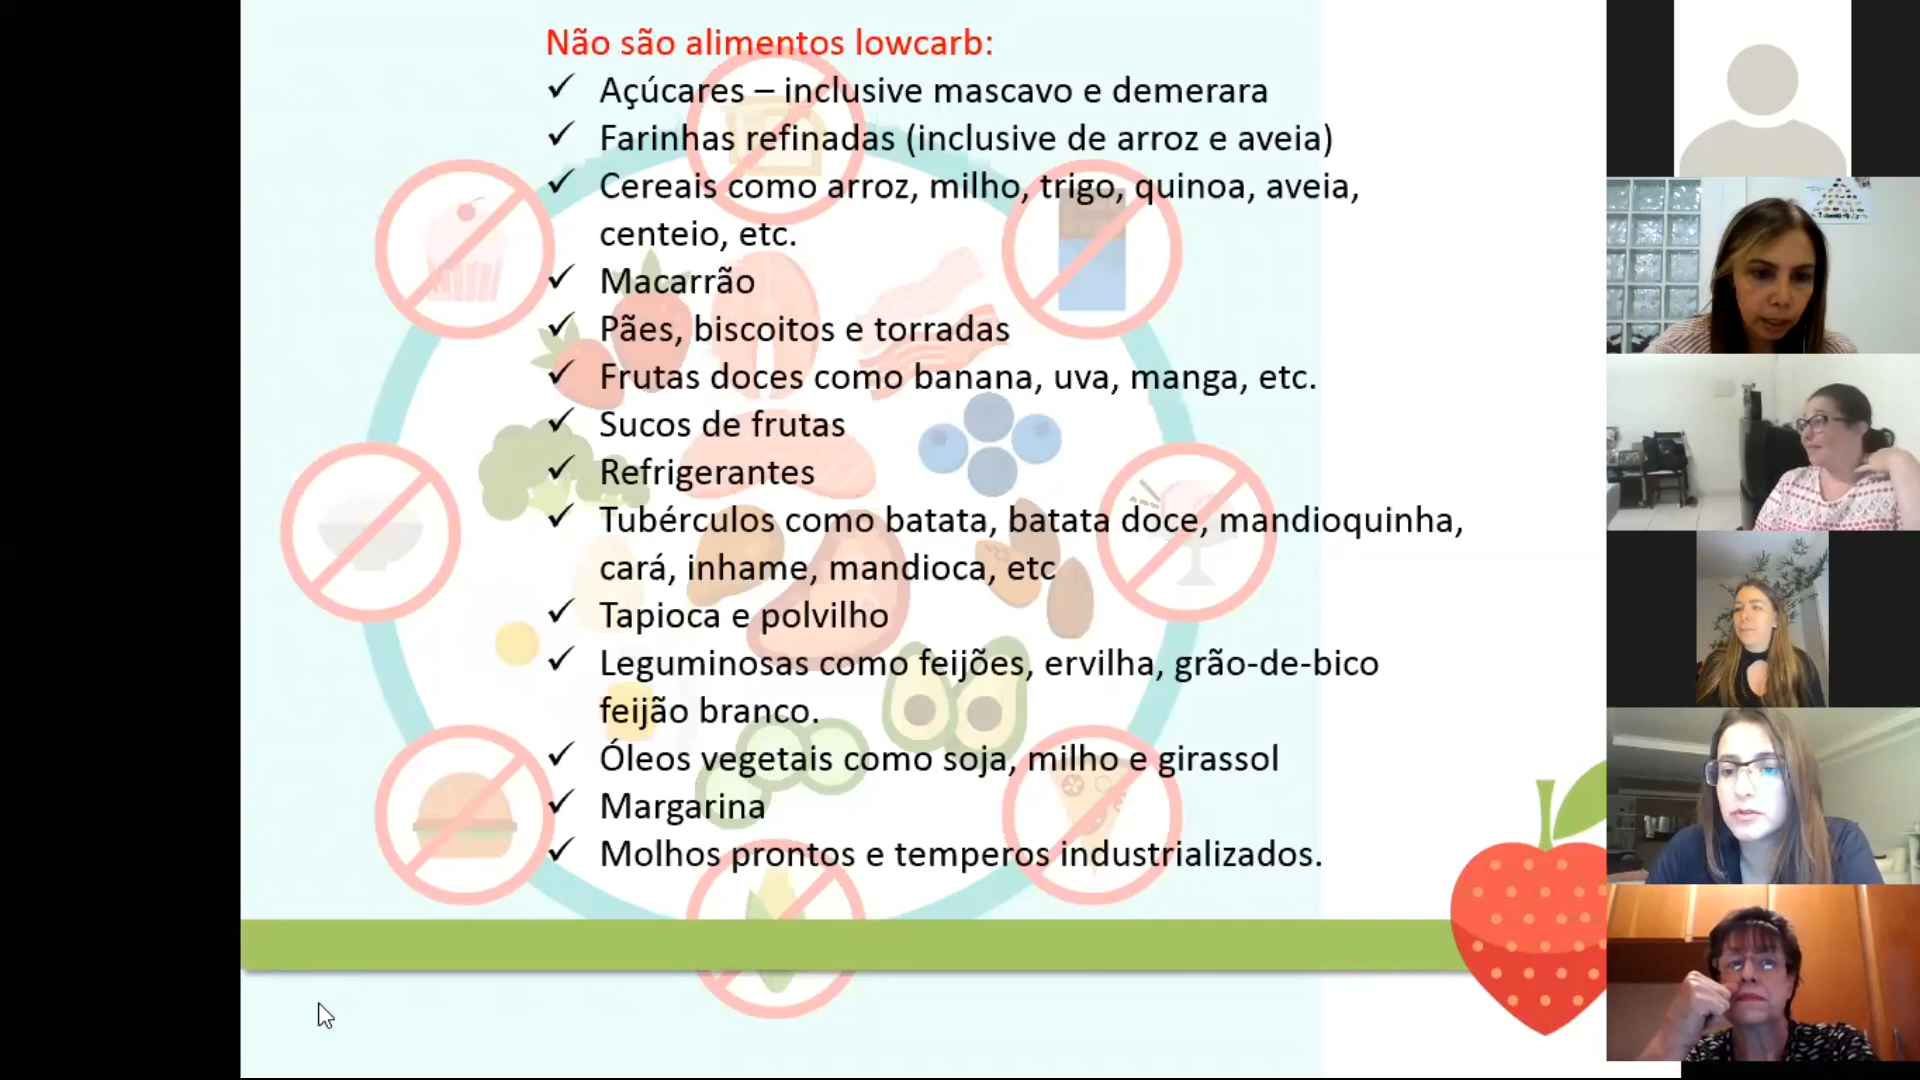 Não são alimentos lowcarb:
✓ Açúcares – inclusive mascavo e demerara
✓ Farinhas refinadas (inclusive de arroz e aveia)
✓ Cereais como arroz, milho, trigo, quinoa, aveia,
centeio, etc.
✓ Macarrão
✓ Pães, biscoitos e torradas
✓ Frutas doces como banana, uva, manga, etc.
✓ Sucos de frutas
✓ Refrigerantes
✓ Tubérculos como batata, batata doce, mandioquinha,
cará, inhame, mandioca, etc
✓ Tapioca e polvilho
✓ Leguminosas como feijões, ervilha, grão-de-bico
feijão branco.
✓ Óleos vegetais como soja, milho e girassol
✓ Margarina
✓ Molhos prontos e temperos industrializados.